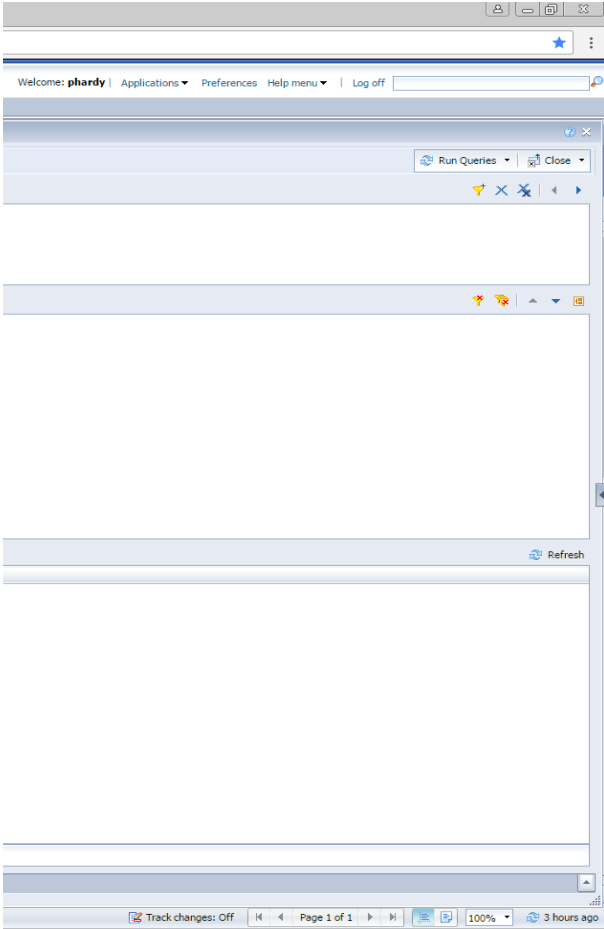 Welcome: phardy | Applications Preferences Help menu | Log off
Run Queries Close
Refresh
Track changes: Off Page 1 of 1 100% 3 hours ago